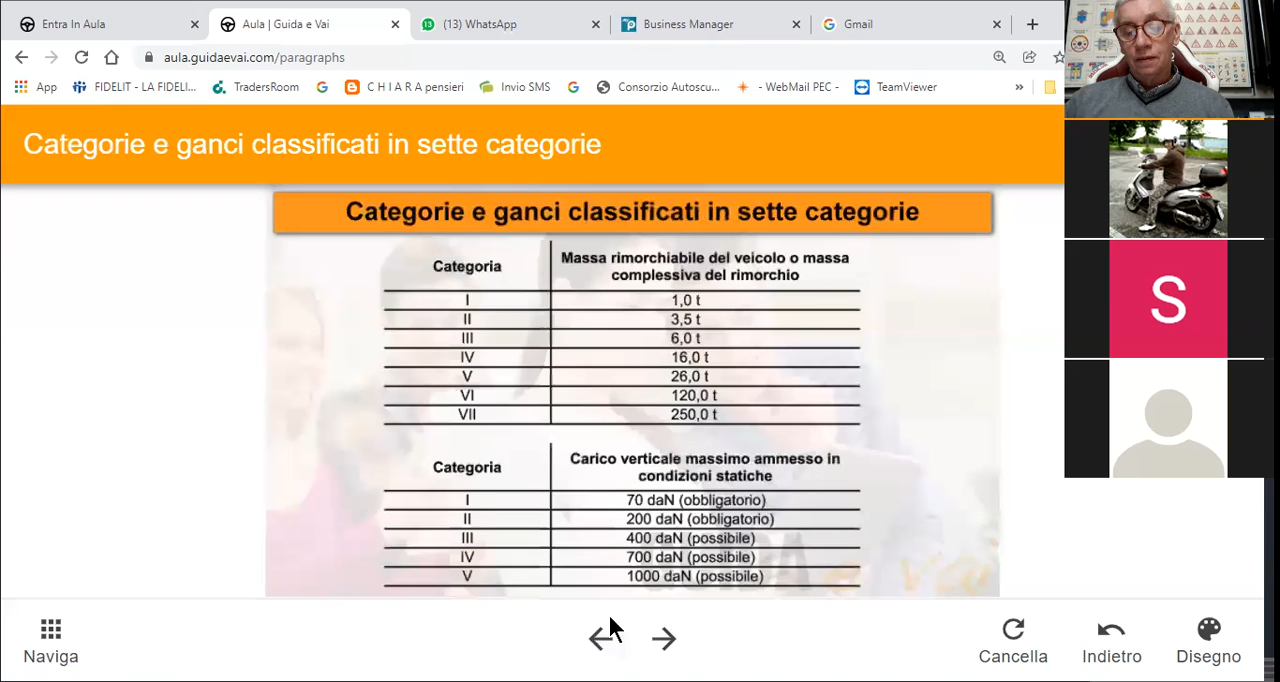 Entra In Aula
Aula | Guida e Vai
(13) WhatsApp
Business Manager
Gmail
aula.guidaevai.com/paragraphs
App
FIDELIT - LA FIDELI...
TradersRoom
C H I A R A pensieri
Invio SMS
Consorzio Autoscu...
- WebMail PEC -
TeamViewer
»
Categorie e ganci classificati in sette categorie
Categorie e ganci classificati in sette categorie
Categoria Massa rimorchiabile del veicolo o massa
complessiva del rimorchio
I 1,0 t
II 3,5 t
III 6,0 t
IV 16,0 t
V 26,0 t
VI 120,0 t
VII 250,0 t
Categoria Carico verticale massimo ammesso in
condizioni statiche
I 70 daN (obbligatorio)
II 200 daN (obbligatorio)
III 400 daN (possibile)
IV 700 daN (possibile)
V 1000 daN (possibile)
S
Naviga
Cancella
Indietro
Disegno